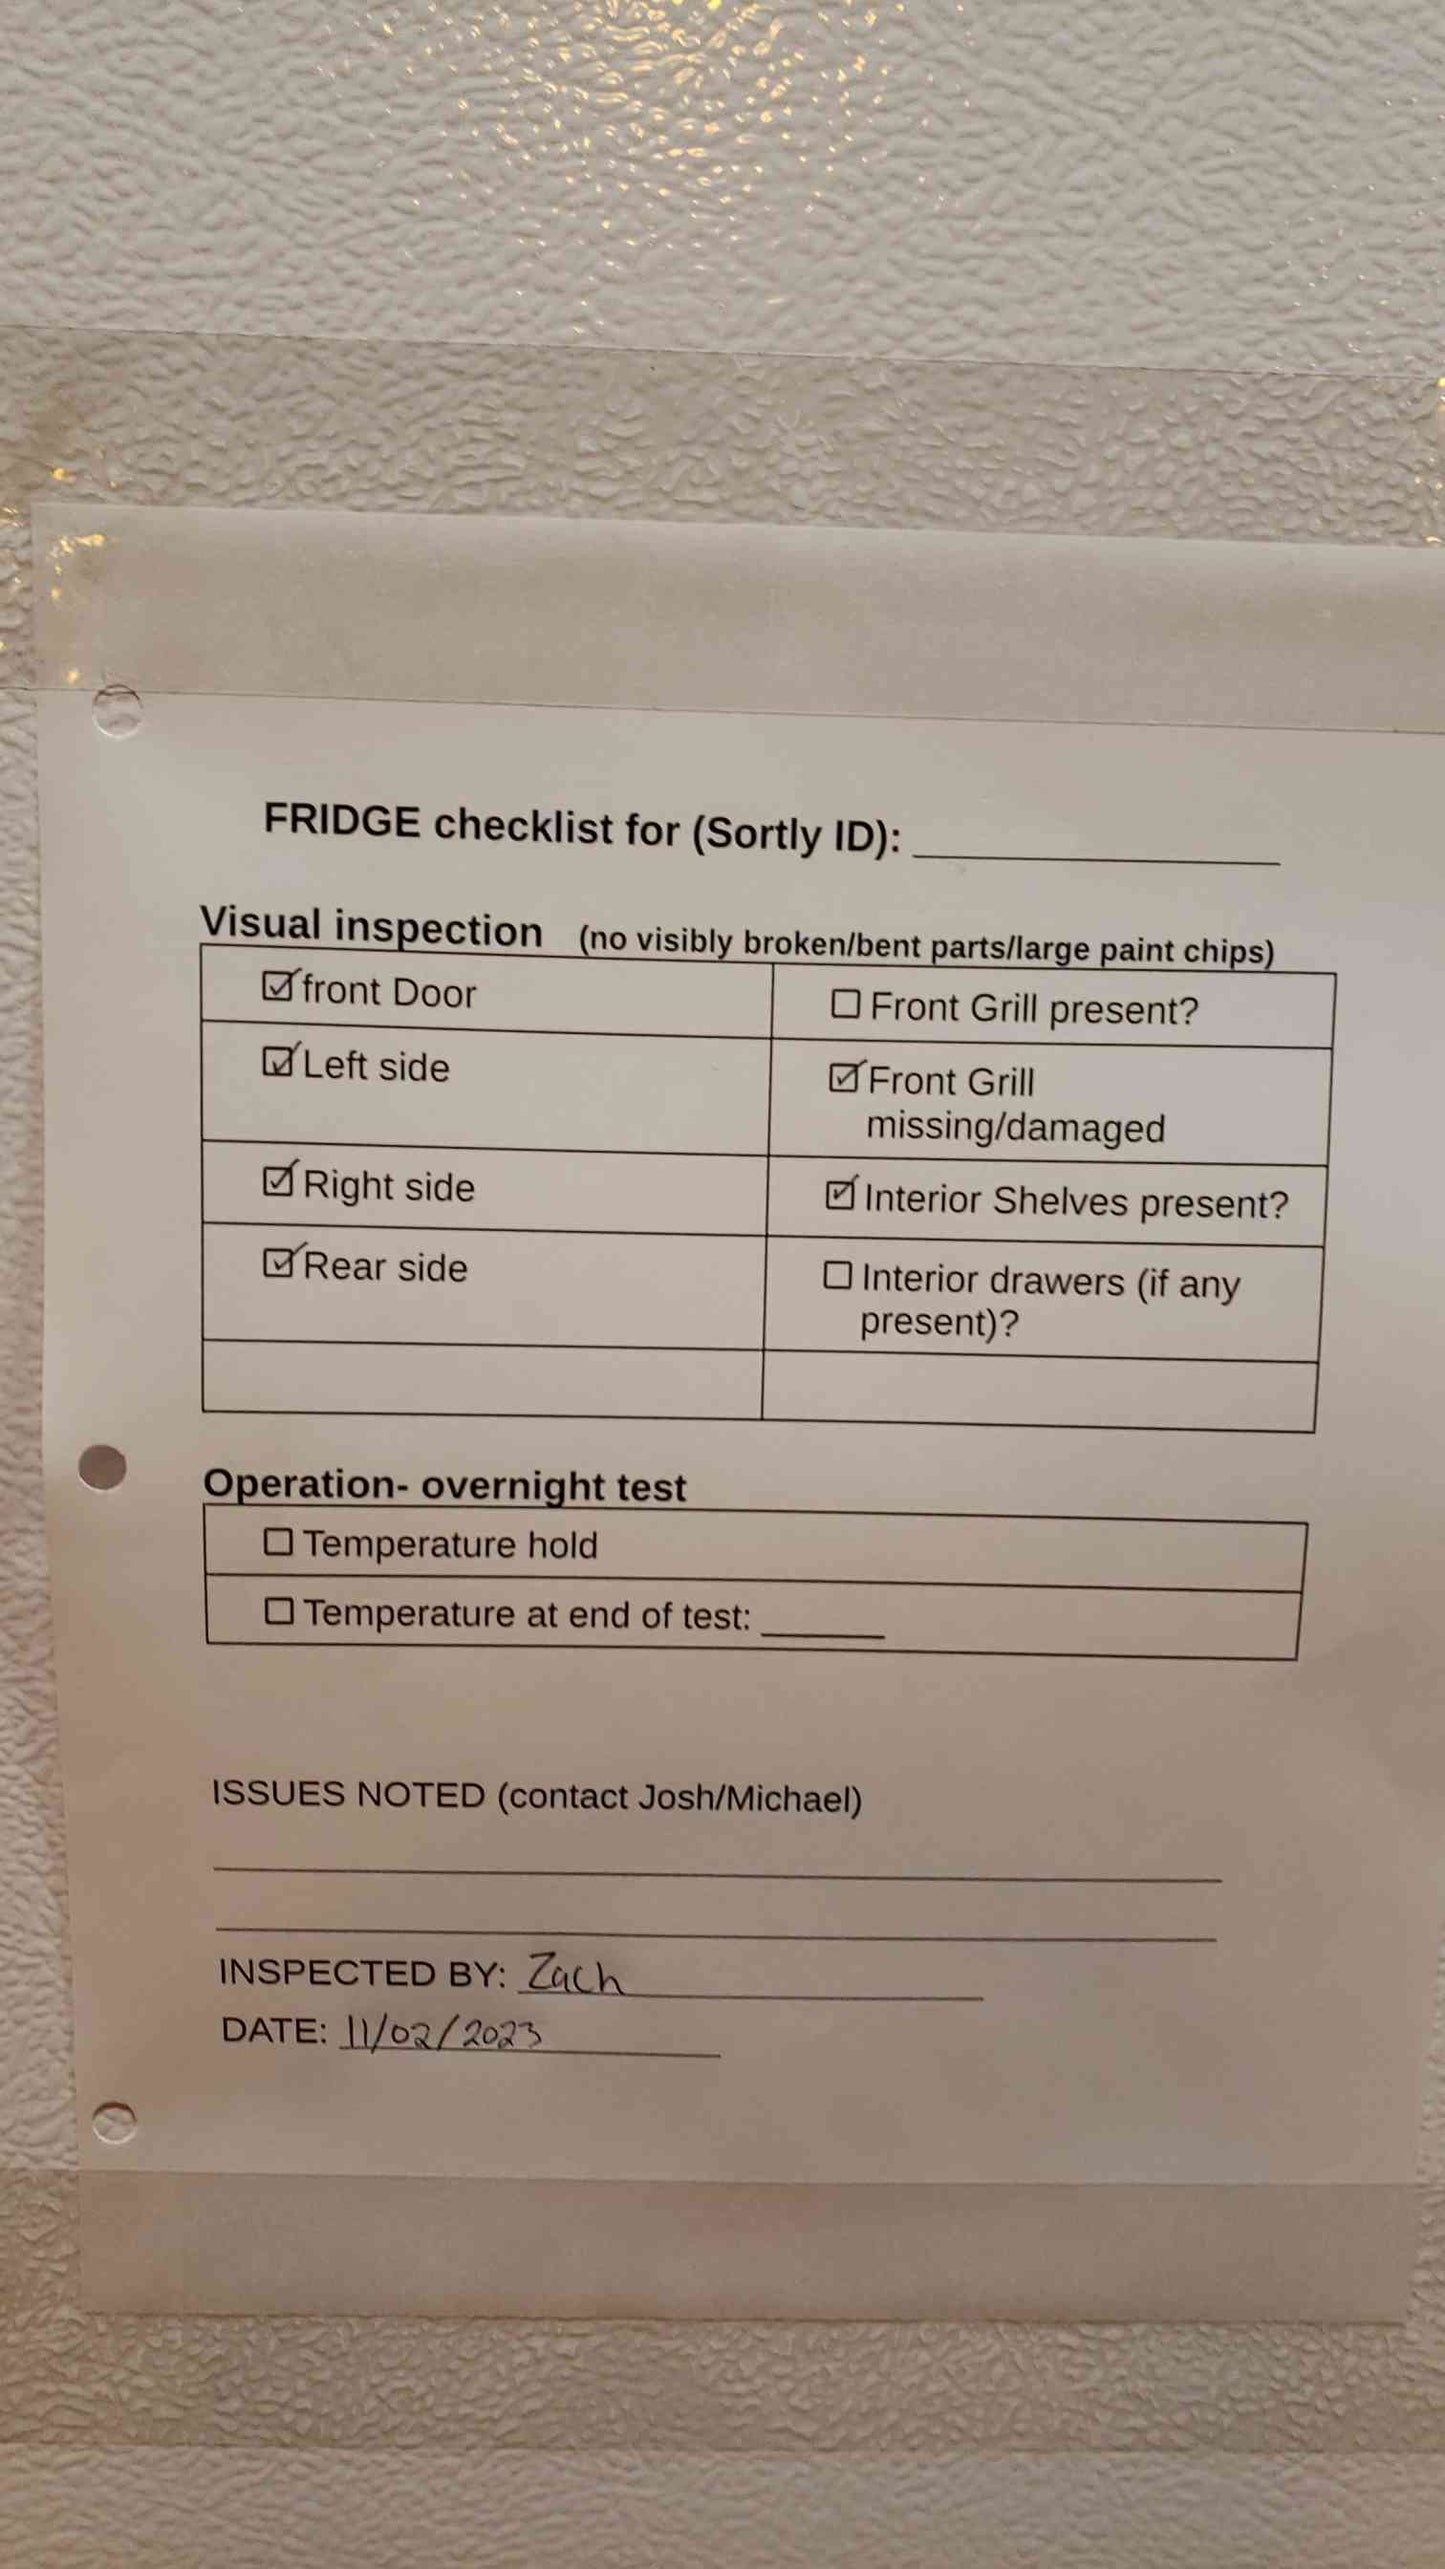 FRIDGE checklist for (Sortly ID): ____________
Visual inspection (no visibly broken/bent parts/large paint chips)
☑ front Door
☐ Front Grill present?
☑ Left side
☑ Front Grill
missing/damaged
☑ Right side
☑ Interior Shelves present?
☑ Rear side
☐ Interior drawers (if any
present)?
Operation- overnight test
☐ Temperature hold
☐ Temperature at end of test: ______
ISSUES NOTED (contact Josh/Michael)
INSPECTED BY: Zach
DATE: 11/02/2023